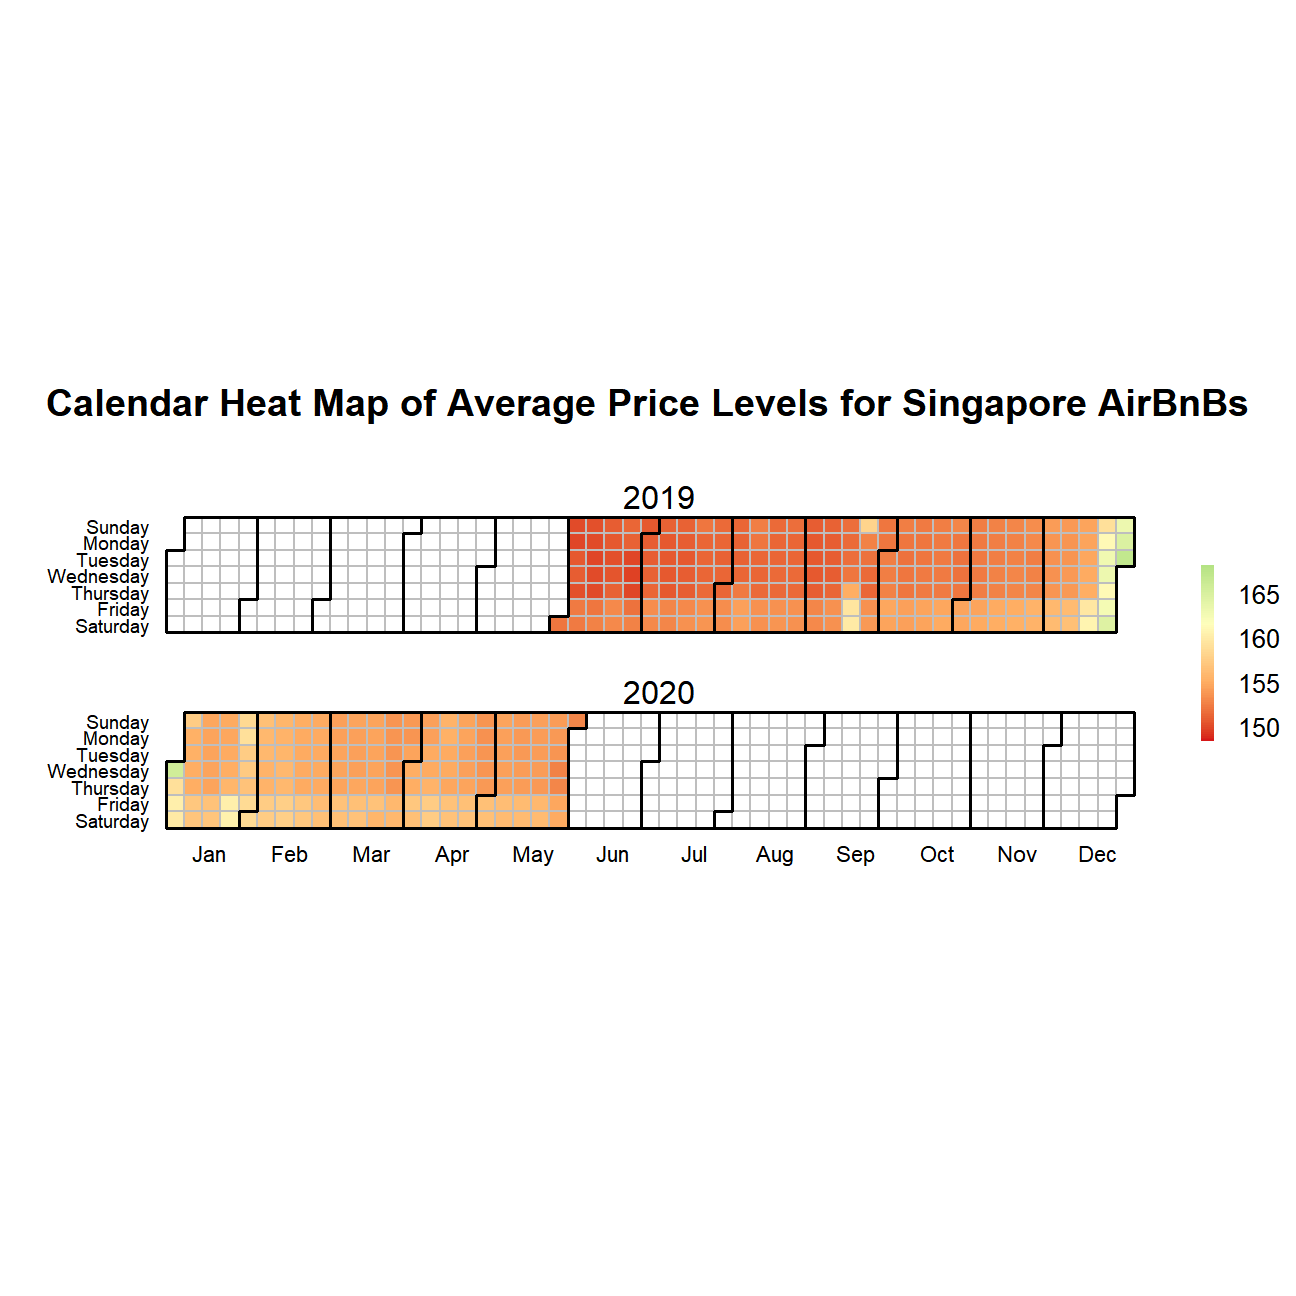 Calendar Heat Map of Average Price Levels for Singapore AirBnBs
2019
Sunday
Monday
Tuesday
Wednesday
Thursday
Friday
Saturday
165
160
155
150
2020
Sunday
Monday
Tuesday
Wednesday
Thursday
Friday
Saturday
Jan Feb Mar Apr May Jun Jul Aug Sep Oct Nov Dec